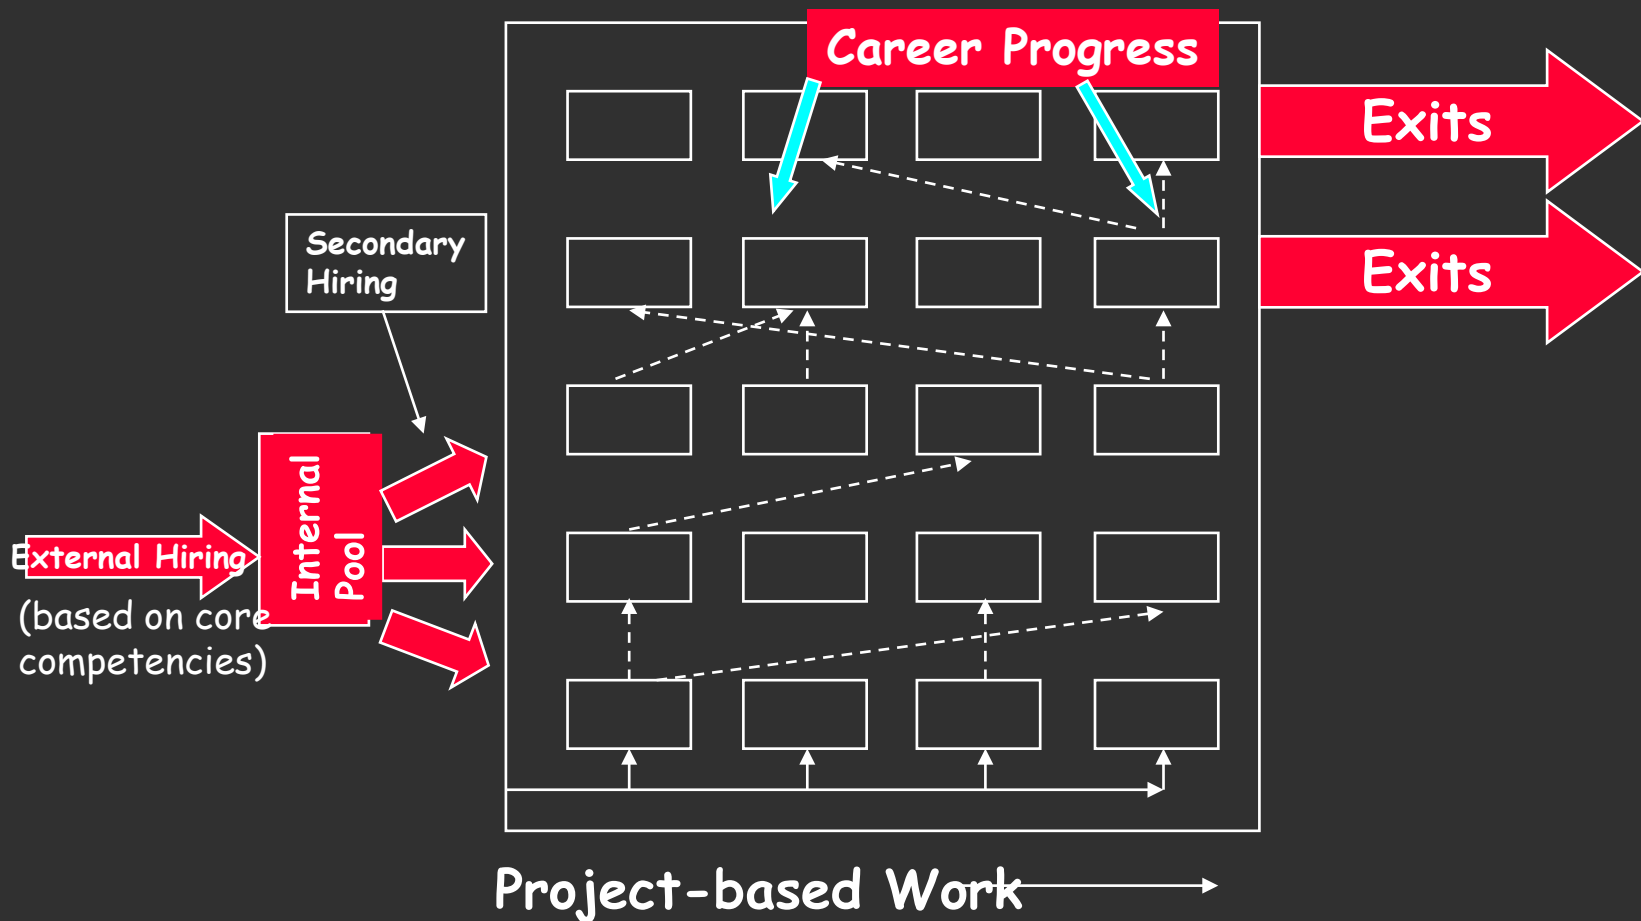 Career Progress
Exits
Exits
Secondary
Hiring
Internal
Pool
External Hiring
(based on core
competencies)
Project-based Work